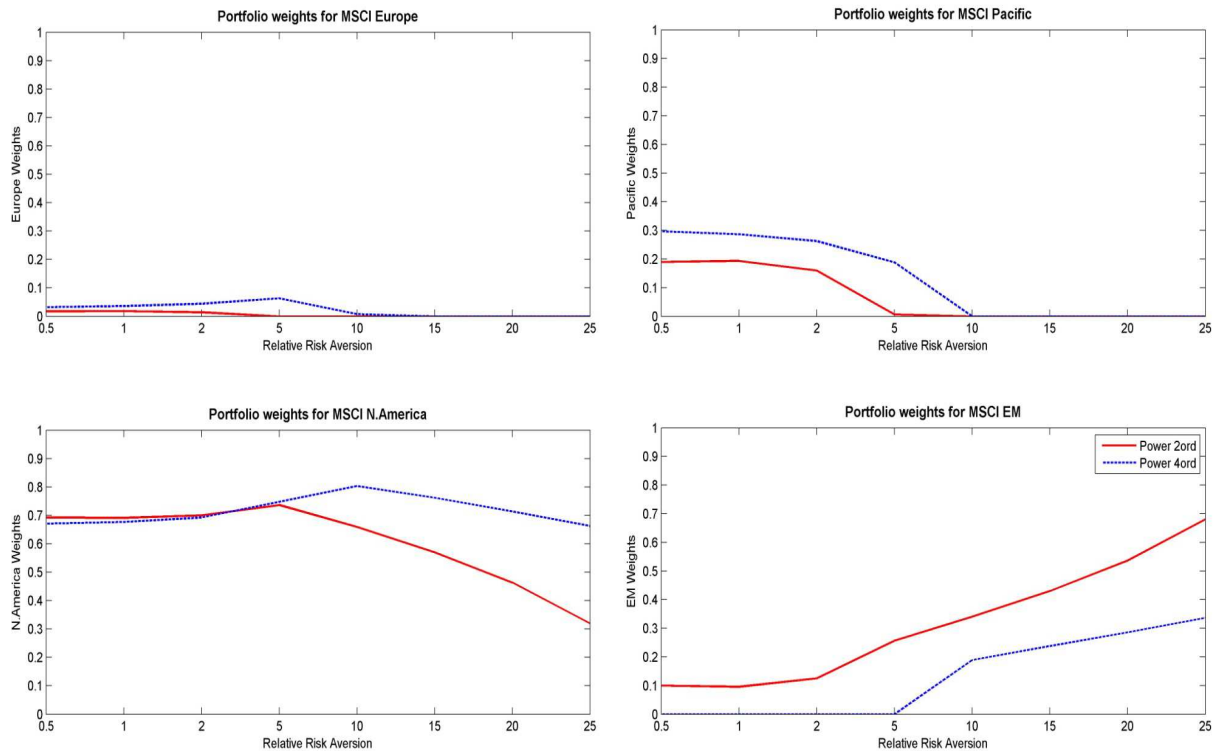 Portfolio weights for MSCI Europe
1
0.9
0.8
0.7
0.6
0.5
0.4
0.3
0.2
0.1
0
Europe Weights
0.5 1 2 5 10 15 20 25
Relative Risk Aversion
Portfolio weights for MSCI Pacific
1
0.9
0.8
0.7
0.6
0.5
0.4
0.3
0.2
0.1
0
Pacific Weights
0.5 1 2 5 10 15 20 25
Relative Risk Aversion
Portfolio weights for MSCI N.America
1
0.9
0.8
0.7
0.6
0.5
0.4
0.3
0.2
0.1
0
N.America Weights
0.5 1 2 5 10 15 20 25
Relative Risk Aversion
Portfolio weights for MSCI EM
1
0.9
0.8
0.7
0.6
0.5
0.4
0.3
0.2
0.1
0
EM Weights
Power 2ord
Power 4ord
0.5 1 2 5 10 15 20 25
Relative Risk Aversion